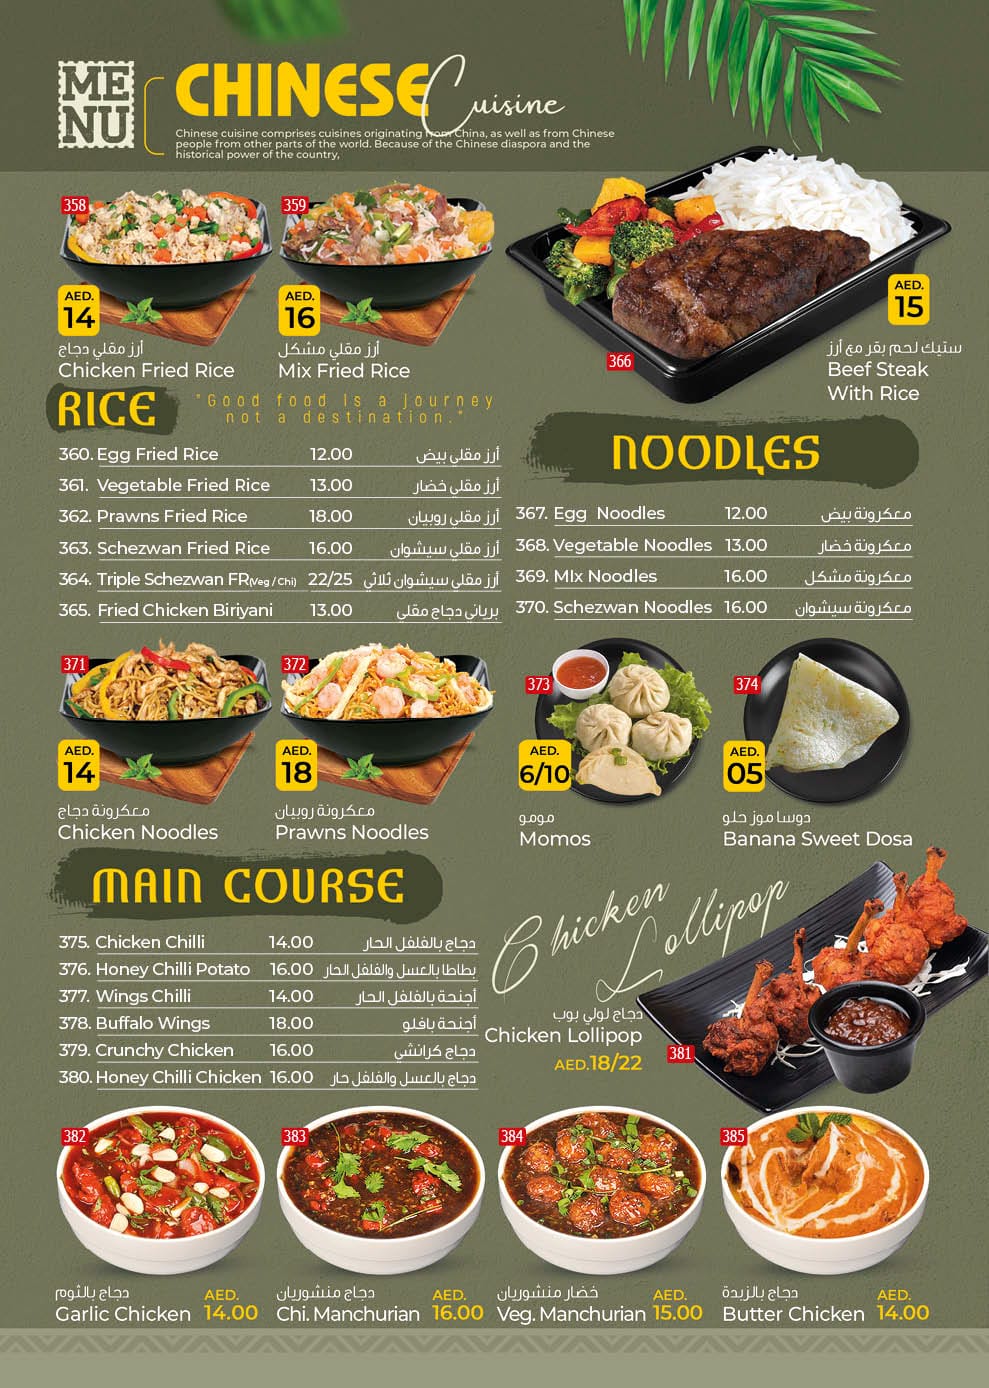 ME
NU
CHINESE Cuisine
Chinese cuisine comprises cuisines originating from China, as well as from Chinese
people from other parts of the world. Because of the Chinese diaspora and the
historical power of the country,
358
AED.
14
أرز مقلي دجاج
Chicken Fried Rice
359
AED.
16
أرز مقلي مشكل
Mix Fried Rice
366
AED.
15
ستيك لحم بقر مع أرز
Beef Steak
With Rice
RICE
"Good food Is a journey
not a destination."
360. Egg Fried Rice 12.00 أرز مقلي بيض
361. Vegetable Fried Rice 13.00 أرز مقلي خضار
362. Prawns Fried Rice 18.00 أرز مقلي روبيان
363. Schezwan Fried Rice 16.00 أرز مقلي سيشوان
364. Triple Schezwan FR(Veg / Chi) 22/25 أرز مقلي سيشوان ثلاثي
365. Fried Chicken Biriyani 13.00 برياني دجاج مقلي
NOODLES
367. Egg Noodles 12.00 معكرونة بيض
368. Vegetable Noodles 13.00 معكرونة خضار
369. MIx Noodles 16.00 معكرونة مشكل
370. Schezwan Noodles 16.00 معكرونة سيشوان
371
AED.
14
معكرونة دجاج
Chicken Noodles
372
AED.
18
معكرونة روبيان
Prawns Noodles
373
AED.
6/10
مومو
Momos
374
AED.
05
دوسا موز حلو
Banana Sweet Dosa
MAIN COURSE
375. Chicken Chilli 14.00 دجاج بالفلفل الحار
376. Honey Chilli Potato 16.00 بطاطا بالعسل والفلفل الحار
377. Wings Chilli 14.00 أجنحة بالفلفل الحار
378. Buffalo Wings 18.00 أجنحة بافلو
379. Crunchy Chicken 16.00 دجاج كرانشي
380. Honey Chilli Chicken 16.00 دجاج بالعسل والفلفل حار
Chicken
Lollipop
دجاج لولي بوب
Chicken Lollipop
AED.18/22
381
382
دجاج بالثوم
Garlic Chicken
AED.
14.00
383
دجاج منشوريان
Chi. Manchurian
AED.
16.00
384
خضار منشوريان
Veg. Manchurian
AED.
15.00
385
دجاج بالزبدة
Butter Chicken
AED.
14.00